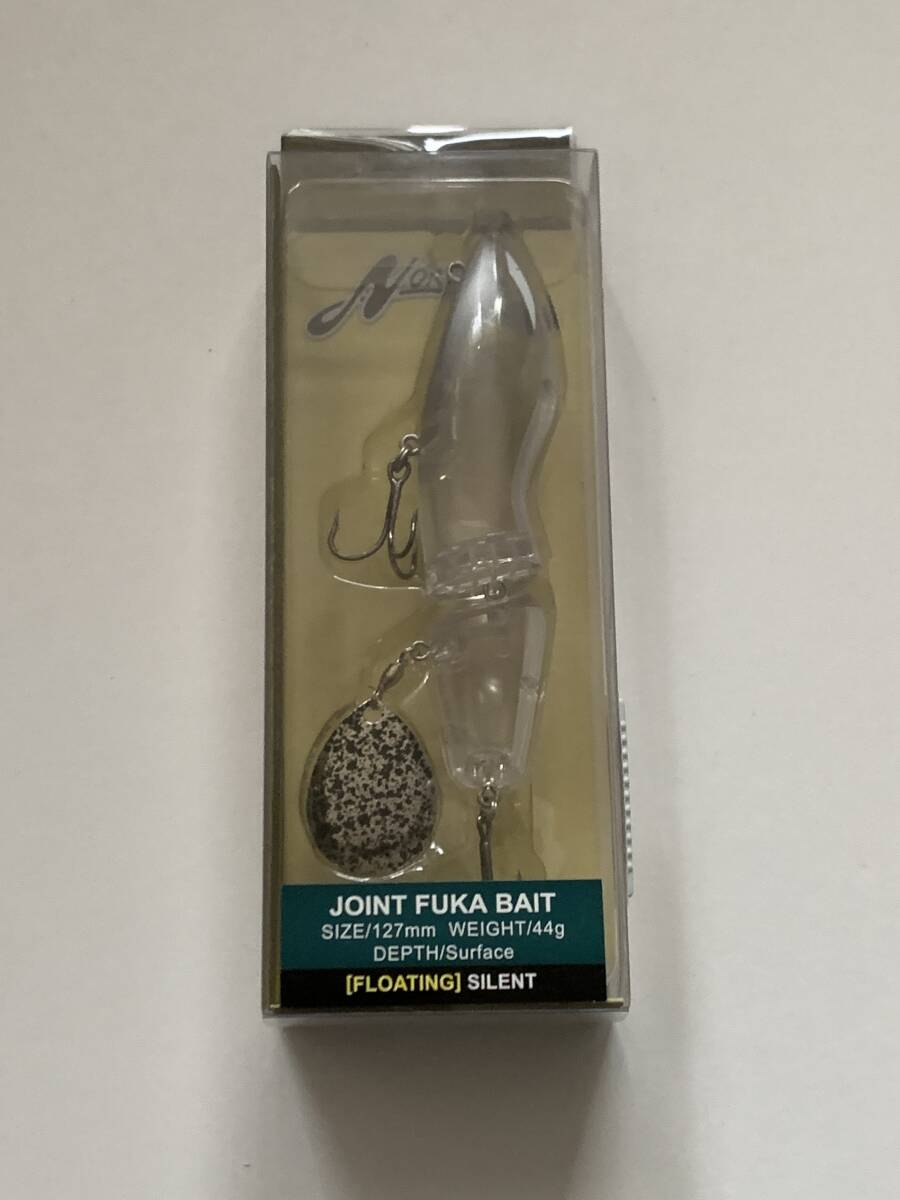 JOINT FUKA BAIT
SIZE/127mm WEIGHT/44g
DEPTH/Surface
[FLOATING] SILENT